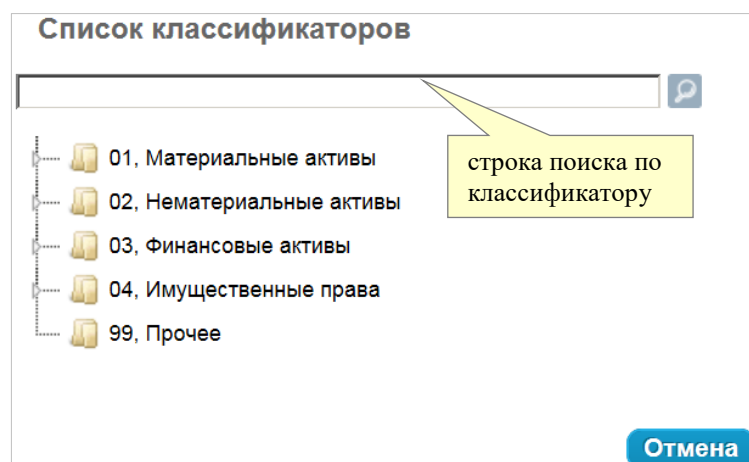 Список классификаторов
строка поиска по
классификатору
01, Материальные активы
02, Нематериальные активы
03, Финансовые активы
04, Имущественные права
99, Прочее
Отмена